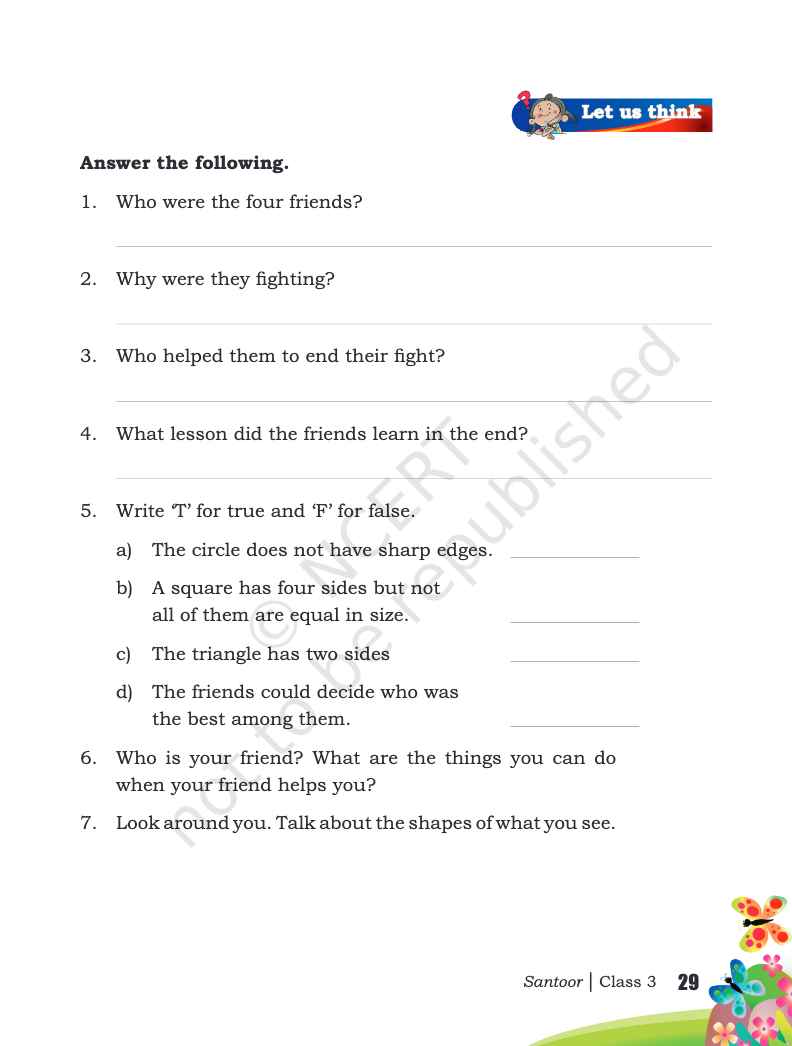 Let us think
Answer the following.
1. Who were the four friends?
2. Why were they fighting?
3. Who helped them to end their fight?
4. What lesson did the friends learn in the end?
5. Write ‘T’ for true and ‘F’ for false.
a) The circle does not have sharp edges.
b) A square has four sides but not
all of them are equal in size.
c) The triangle has two sides
d) The friends could decide who was
the best among them.
6. Who is your friend? What are the things you can do
when your friend helps you?
7. Look around you. Talk about the shapes of what you see.
© NCERT
not to be republished
Santoor | Class 3 29